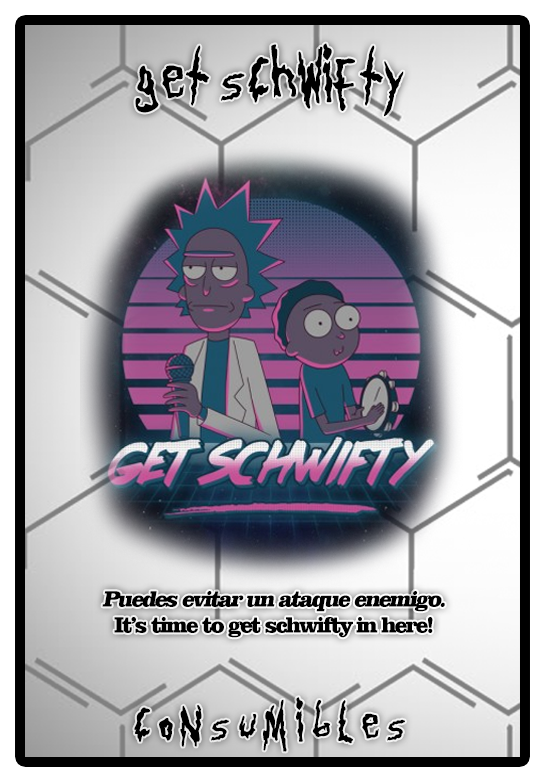 get schwifty
GET SCHWIFTY
Puedes evitar un ataque enemigo.
It's time to get schwifty in here!
CoNsuMibLes